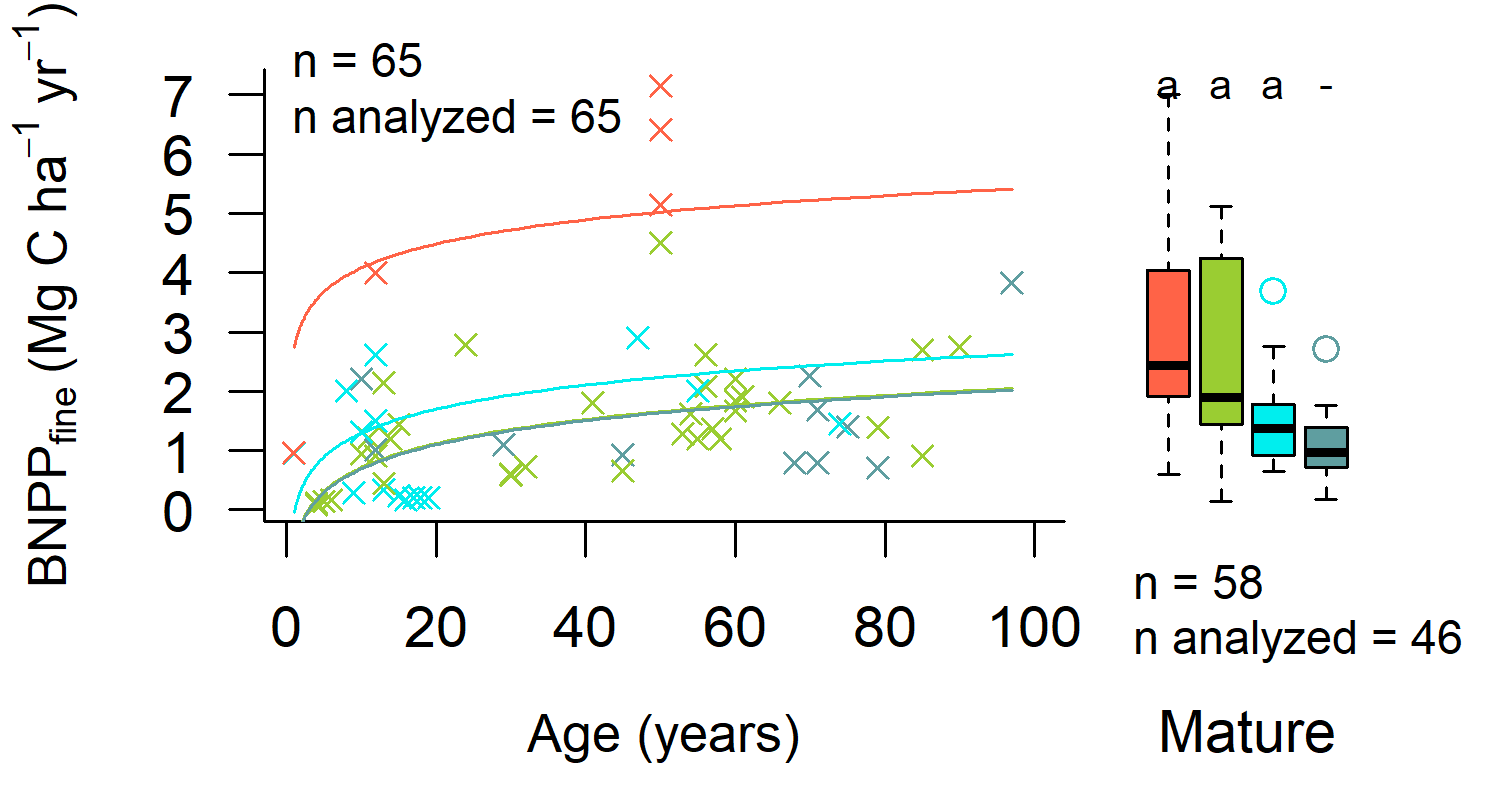 BNPPfine (Mg C ha−1 yr−1)
n = 65
n analyzed = 65
7
6
5
4
3
2
1
0
0 20 40 60 80 100
Age (years)
a a a -
n = 58
n analyzed = 46
Mature